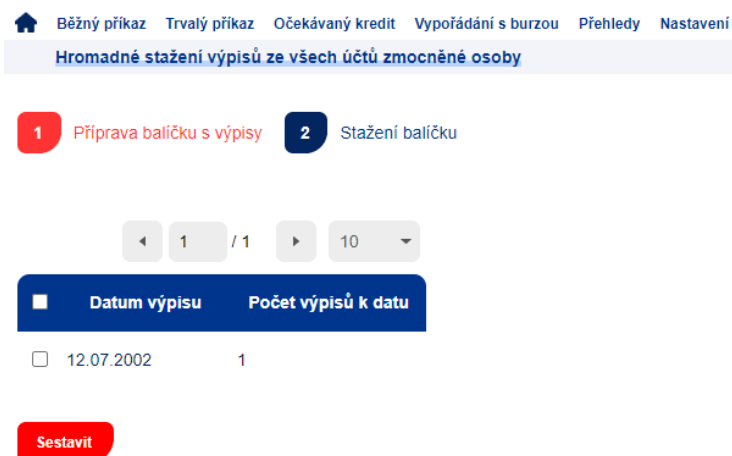 Běžný příkaz Trvalý příkaz Očekávaný kredit Vypořádání s burzou Přehledy Nastavení
Hromadné stažení výpisů ze všech účtů zmocněné osoby
1 Příprava balíčku s výpisy 2 Stažení balíčku
1 / 1 10
Datum výpisu Počet výpisů k datu
12.07.2002 1
Sestavit